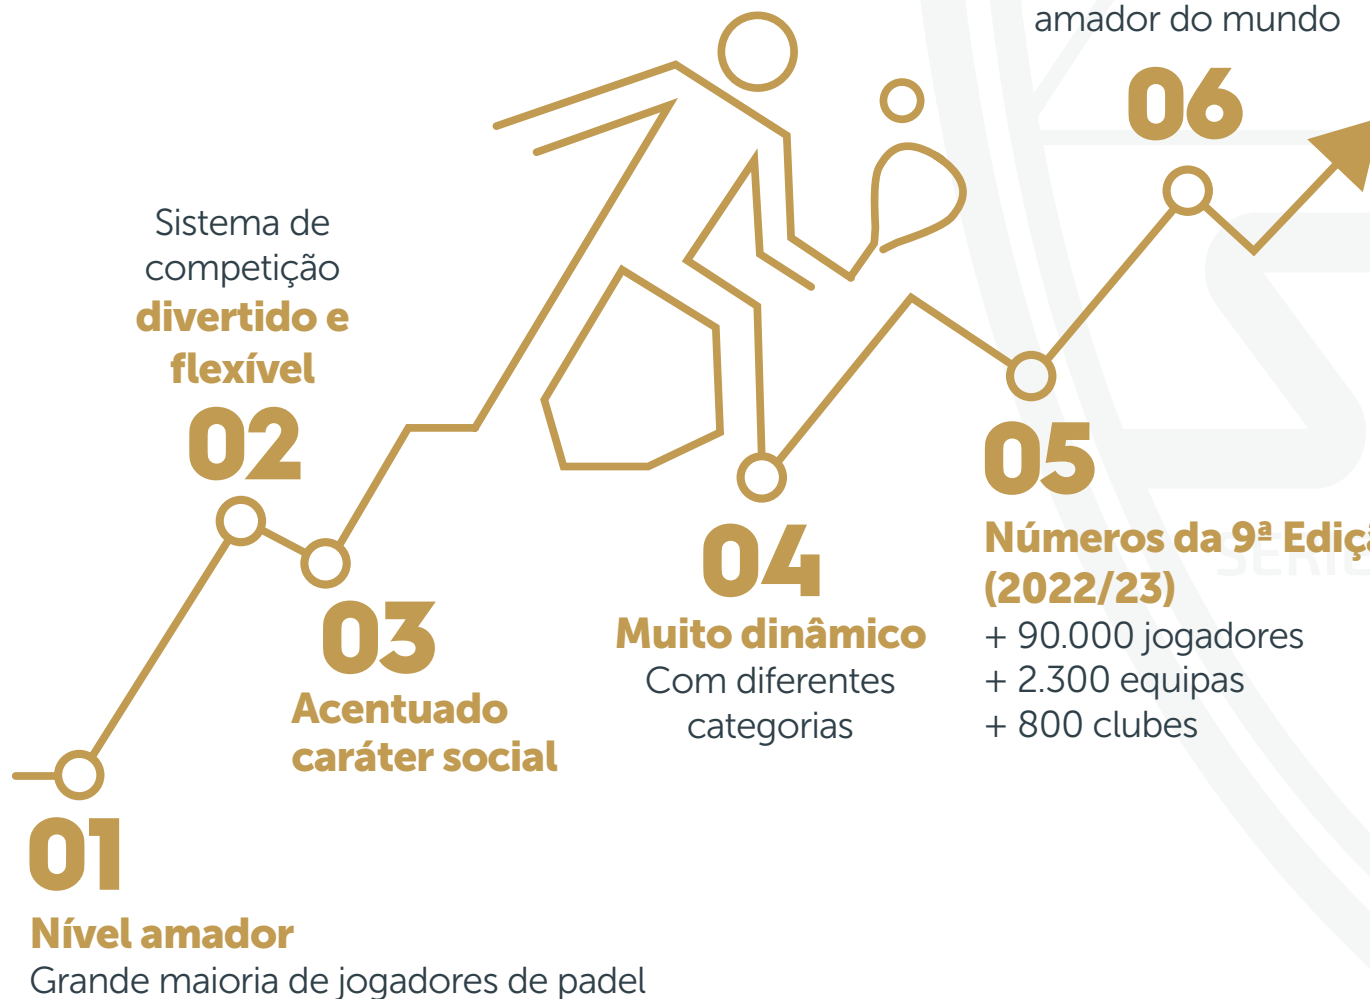 amador do mundo
06
Sistema de
competição
divertido e
flexível
02
05
Números da 9ª
(2022/23)
+ 90.000 jogadores
+ 2.300 equipas
+ 800 clubes
04
Muito dinâmico
Com diferentes
categorias
03
Acentuado
caráter social
01
Nível amador
Grande maioria de jogadores de padel